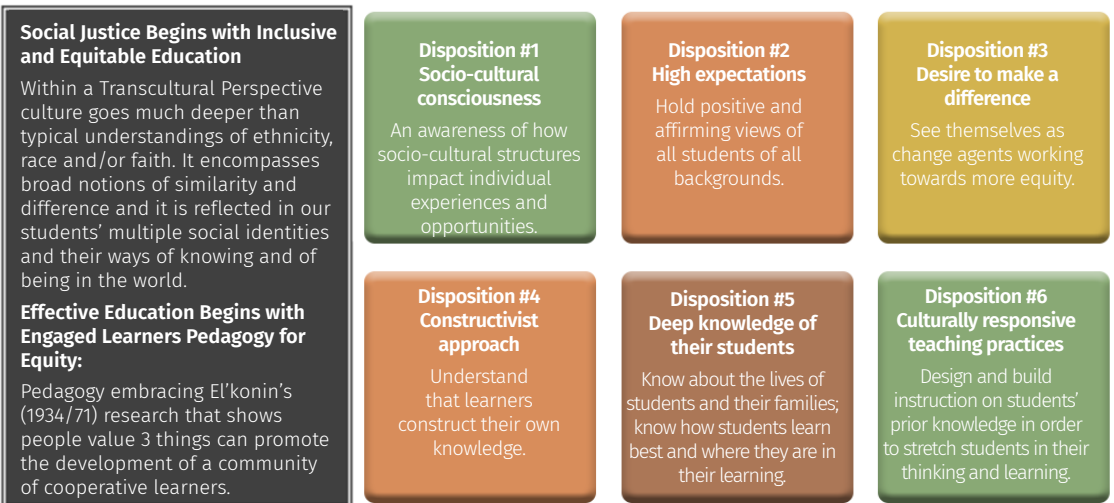 Social Justice Begins with Inclusive
and Equitable Education
Within a Transcultural Perspective
culture goes much deeper than
typical understandings of ethnicity,
race and/or faith. It encompasses
broad notions of similarity and
difference and it is reflected in our
students' multiple social identities
and their ways of knowing and of
being in the world.
Effective Education Begins with
Engaged Learners Pedagogy for
Equity:
Pedagogy embracing El'konin's
(1934/71) research that shows
people value 3 things can promote
the development of a community
of cooperative learners.
Disposition #1
Socio-cultural
consciousness
An awareness of how
socio-cultural structures
impact individual
experiences and
opportunities.
Disposition #2
High expectations
Hold positive and
affirming views of
all students of all
backgrounds.
Disposition #3
Desire to make a
difference
See themselves as
change agents working
towards more equity.
Disposition #4
Constructivist
approach
Understand
that learners
construct their own
knowledge.
Disposition #5
Deep knowledge of
their students
Know about the lives of
students and their families;
know how students learn
best and where they are in
their learning.
Disposition #6
Culturally responsive
teaching practices
Design and build
instruction on students'
prior knowledge in order
to stretch students in their
thinking and learning.